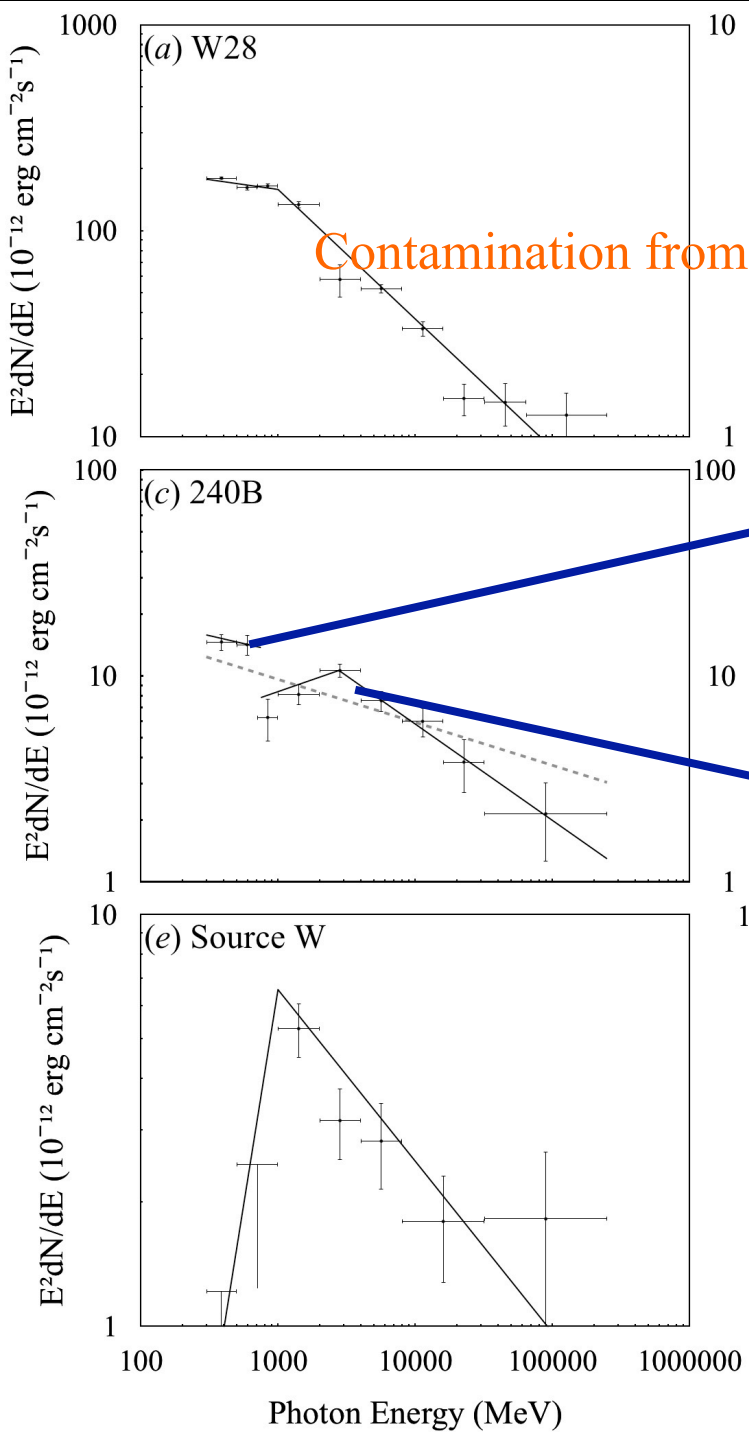 1000
10
(a) W28
E²dN/dE (10⁻¹² erg cm⁻²s⁻¹)
100
Contamination from
10
1
100
100
(c) 240B
E²dN/dE (10⁻¹² erg cm⁻²s⁻¹)
10
10
1
1
10
1
(e) Source W
E²dN/dE (10⁻¹² erg cm⁻²s⁻¹)
1
100 1000 10000 100000 1000000
Photon Energy (MeV)